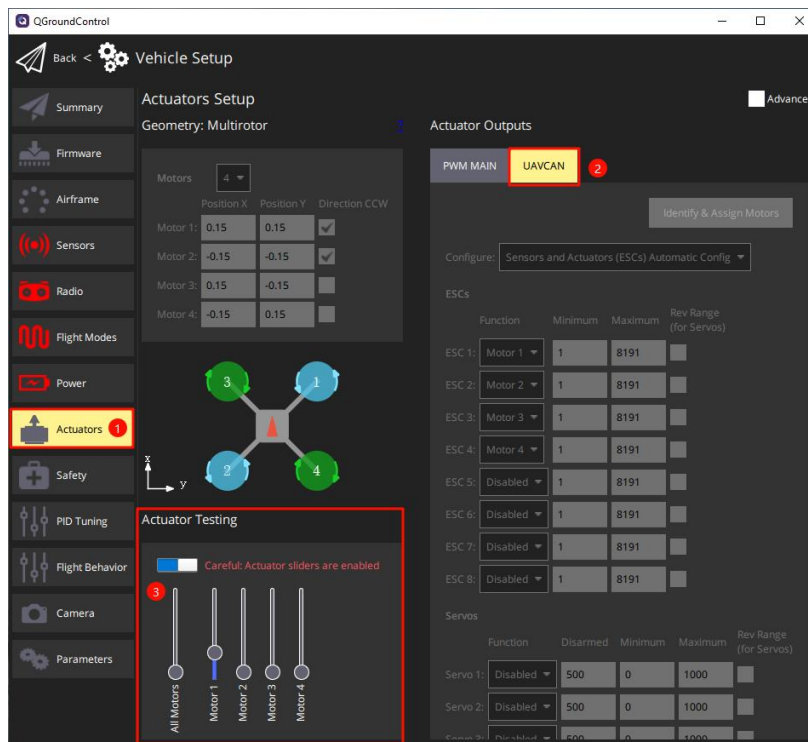 QGroundControl
Back < Vehicle Setup
Summary
Firmware
Airframe
Sensors
Radio
Flight Modes
Power
Actuators 1
Safety
PID Tuning
Flight Behavior
Camera
Parameters
Actuators Setup
Advance
Geometry: Multirotor ?
Motors 4
Position X Position Y Direction CCW
Motor 1: 0.15 0.15
Motor 2: -0.15 -0.15
Motor 3: 0.15 -0.15
Motor 4: -0.15 0.15
3 1
2 4
x
y
Actuator Testing
Careful: Actuator sliders are enabled
3
All Motors
Motor 1
Motor 2
Motor 3
Motor 4
Actuator Outputs
PWM MAIN UAVCAN 2
Identify & Assign Motors
Configure: Sensors and Actuators (ESCs) Automatic Config
ESCs
Function Minimum Maximum Rev Range
(for Servos)
ESC 1: Motor 1 1 8191
ESC 2: Motor 2 1 8191
ESC 3: Motor 3 1 8191
ESC 4: Motor 4 1 8191
ESC 5: Disabled 1 8191
ESC 6: Disabled 1 8191
ESC 7: Disabled 1 8191
ESC 8: Disabled 1 8191
Servos
Function Disarmed Minimum Maximum Rev Range
(for Servos)
Servo 1: Disabled 500 0 1000
Servo 2: Disabled 500 0 1000
Servo 3: Disabled 500 0 1000